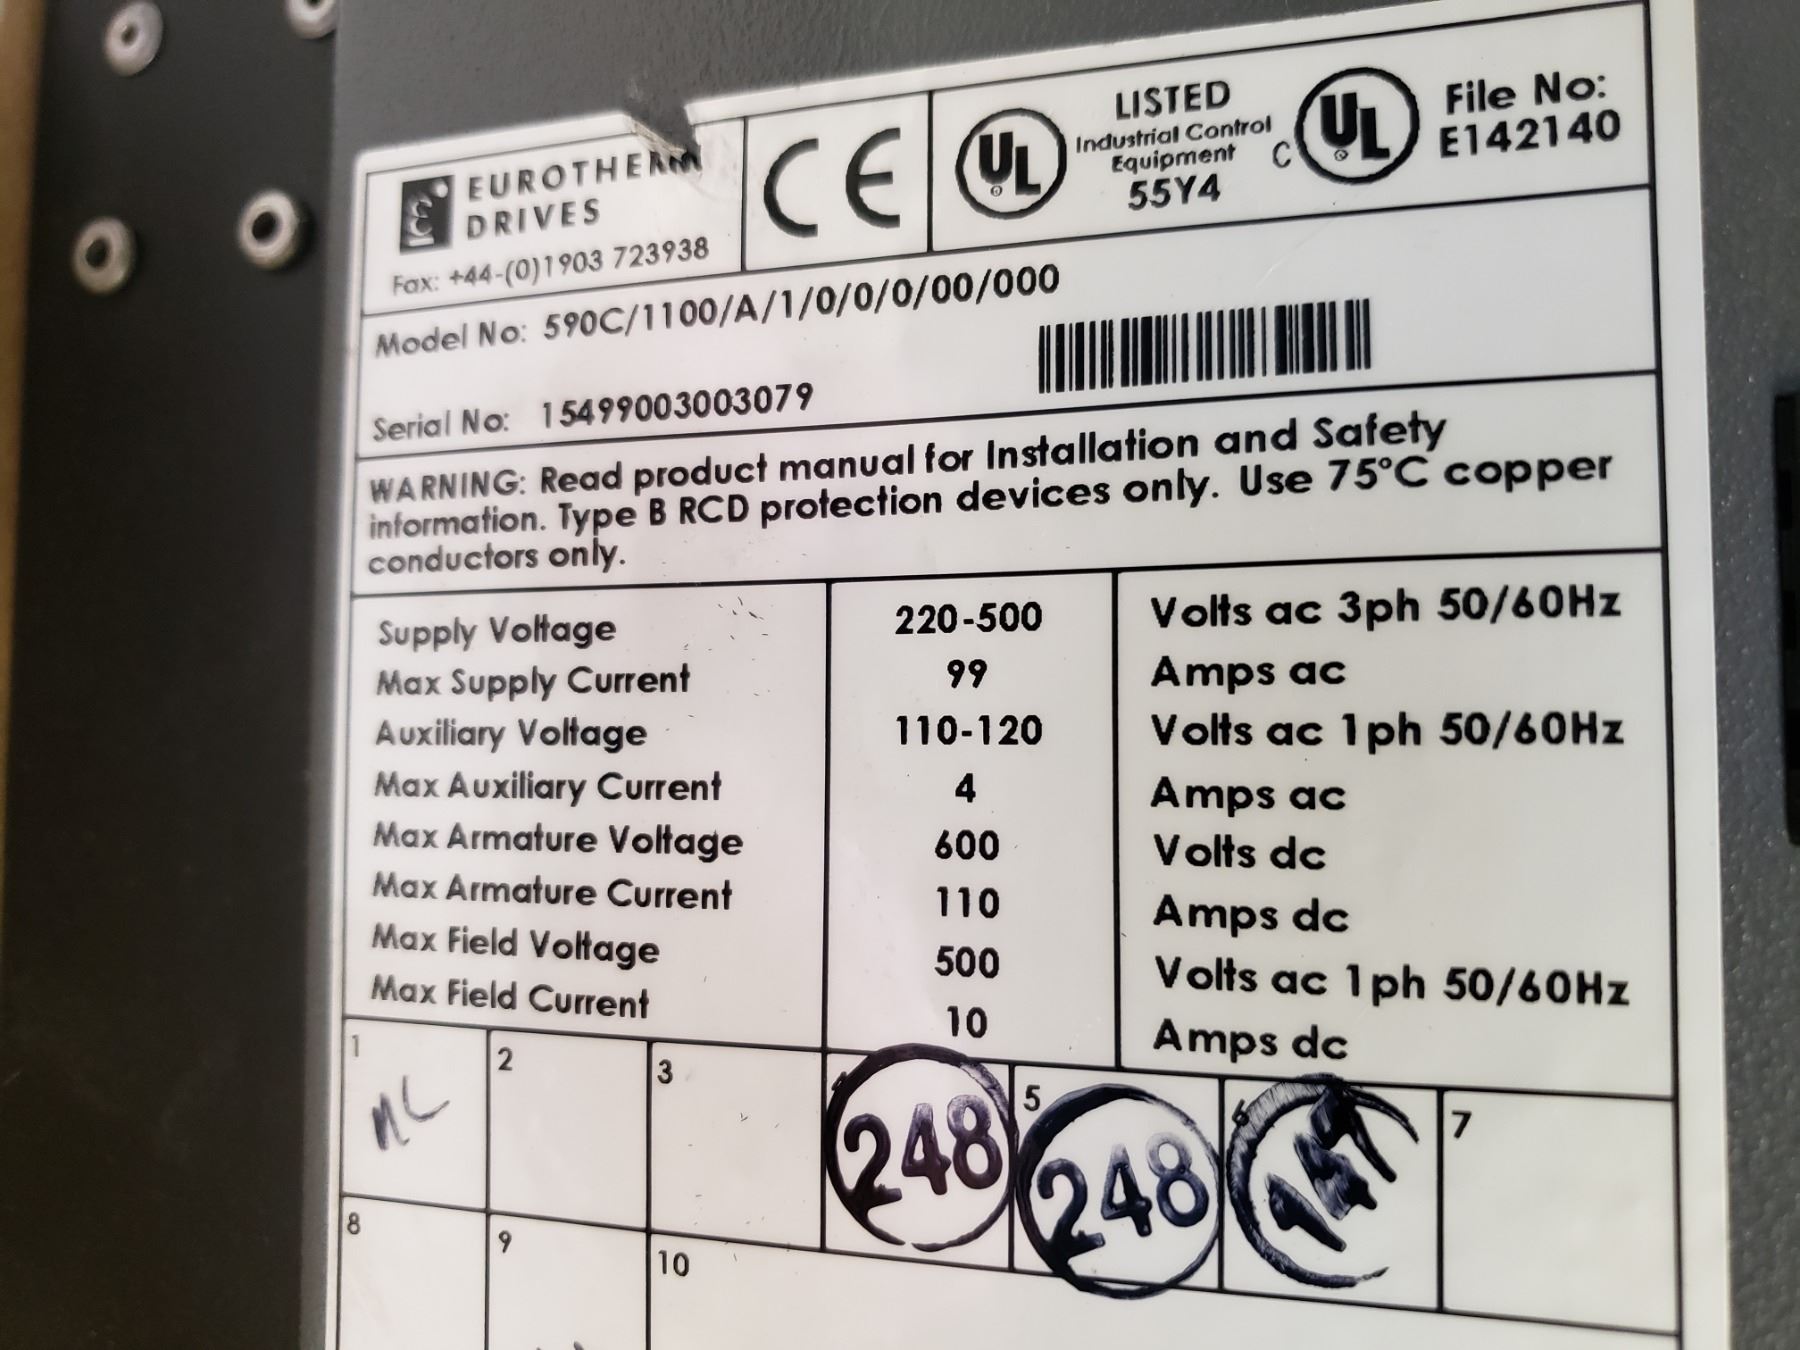 EUROTHERM
DRIVES
Fax: +44-(0)1903 723938
CE
UL
LISTED
Industrial Control
Equipment
55Y4
C UL
File No:
E142140
Model No: 590C/1100/A/1/0/0/0/00/000
Serial No: 15499003003079
WARNING: Read product manual for Installation and Safety
information. Type B RCD protection devices only. Use 75°C copper
conductors only.
Supply Voltage 220-500 Volts ac 3ph 50/60Hz
Max Supply Current 99 Amps ac
Auxiliary Voltage 110-120 Volts ac 1ph 50/60Hz
Max Auxiliary Current 4 Amps ac
Max Armature Voltage 600 Volts dc
Max Armature Current 110 Amps dc
Max Field Voltage 500 Volts ac 1ph 50/60Hz
Max Field Current 10 Amps dc
1 2 3 5 6 7
248 248
8 9 10